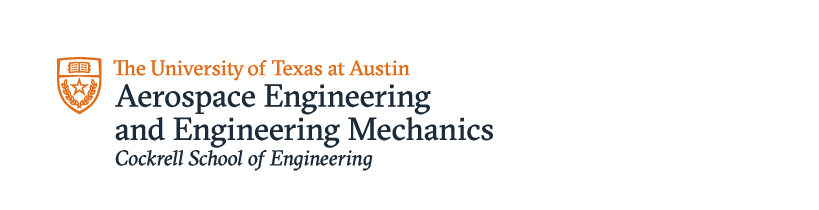 The University of Texas at Austin
Aerospace Engineering
and Engineering Mechanics
Cockrell School of Engineering